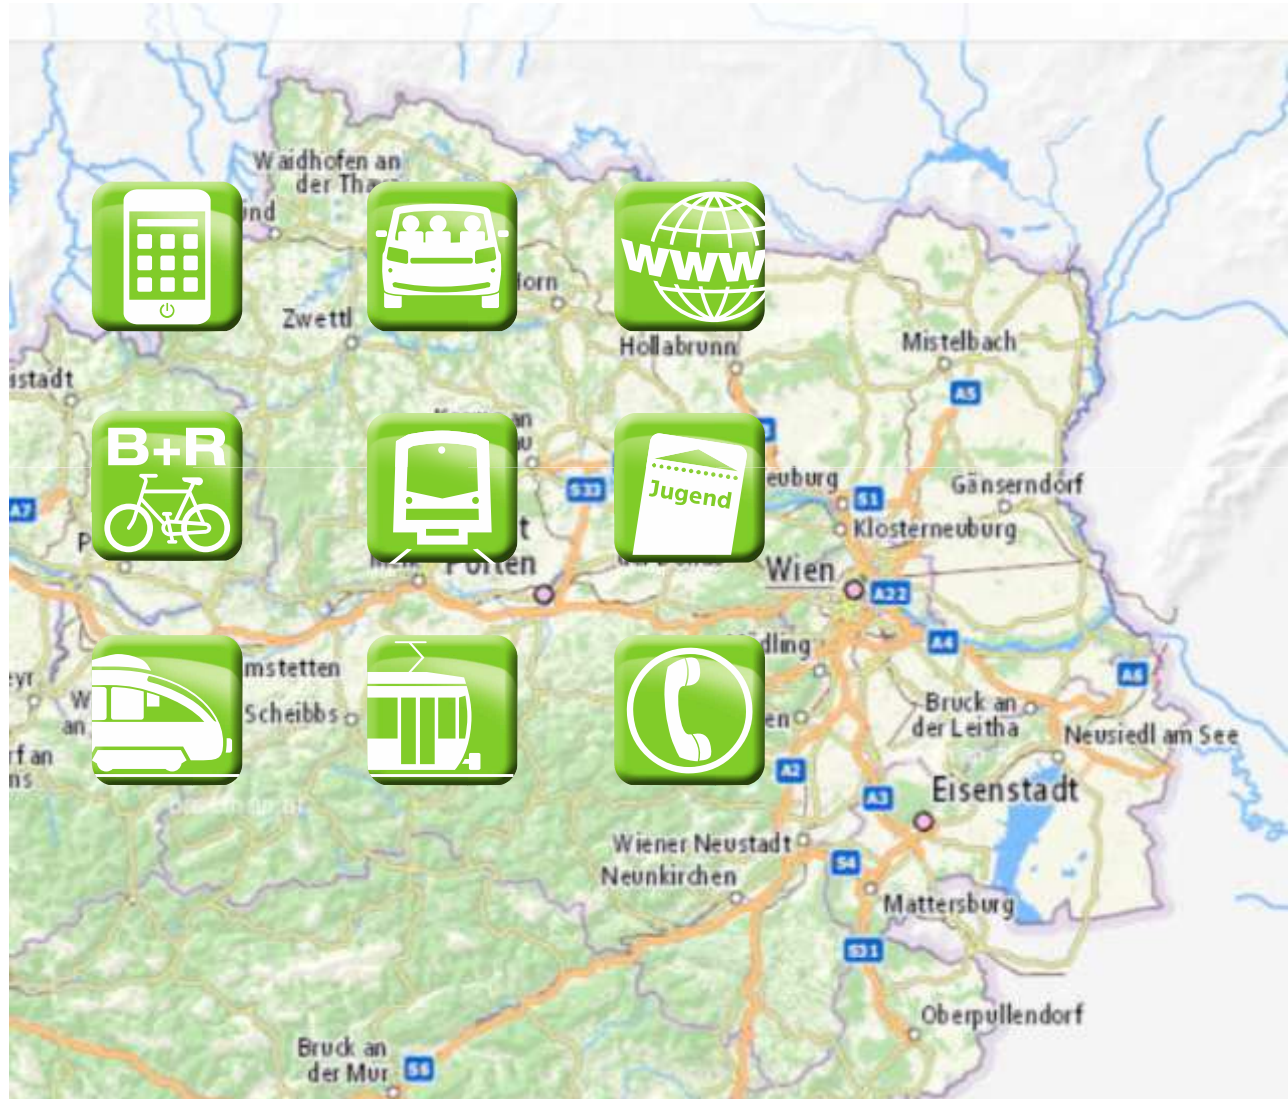 Waidhofen an
der Thaya
Zwettl
www
Hollabrunn
Mistelbach
A5
B+R
S33
Jugend
S1
Gänserndorf
A7
Klosterneuburg
Wien
A22
A4
A6
Scheibbs
Bruck an
der Leitha
Neusiedl am See
A2
A3
Eisenstadt
Wiener Neustadt
S4
Neunkirchen
Mattersburg
S31
Oberpullendorf
Bruck an
der Mur
S6